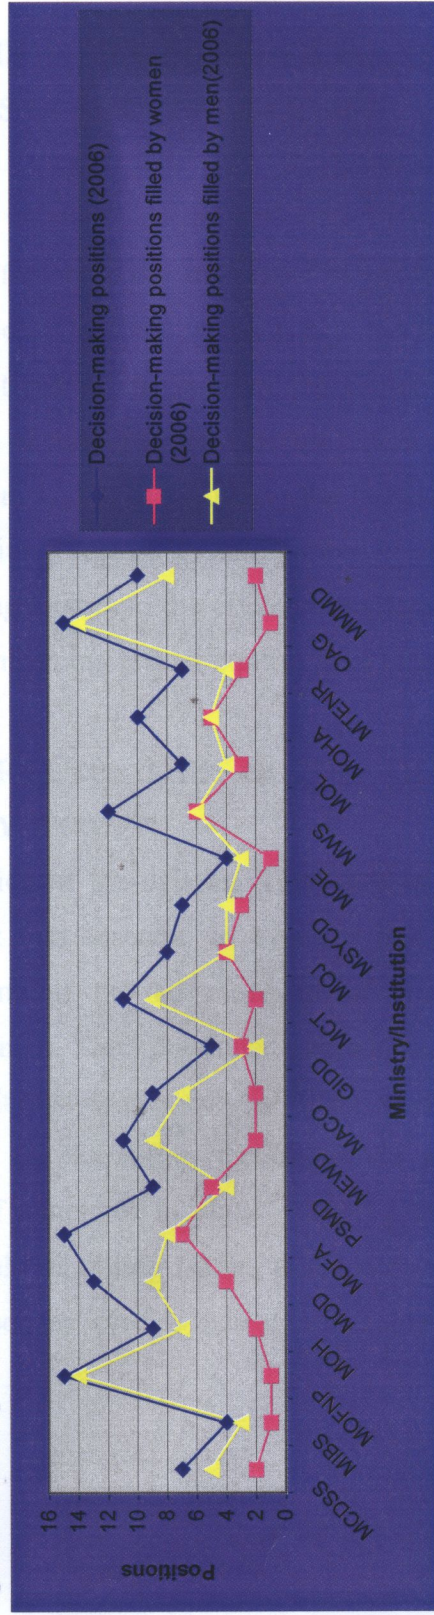 Decision-making positions (2006)
Decision-making positions filled by women
(2006)
Decision-making positions filled by men(2006)
Positions
16
14
12
10
8
6
4
2
0
MCDSS
MIBS
MOFNP
MOH
MOD
MOFA
PSMD
MEWD
MACO
GIDD
MCT
MOJ
MSYCD
MOE
MWS
MOL
MOHA
MTENR
OAG
MMMD
Ministry/Institution